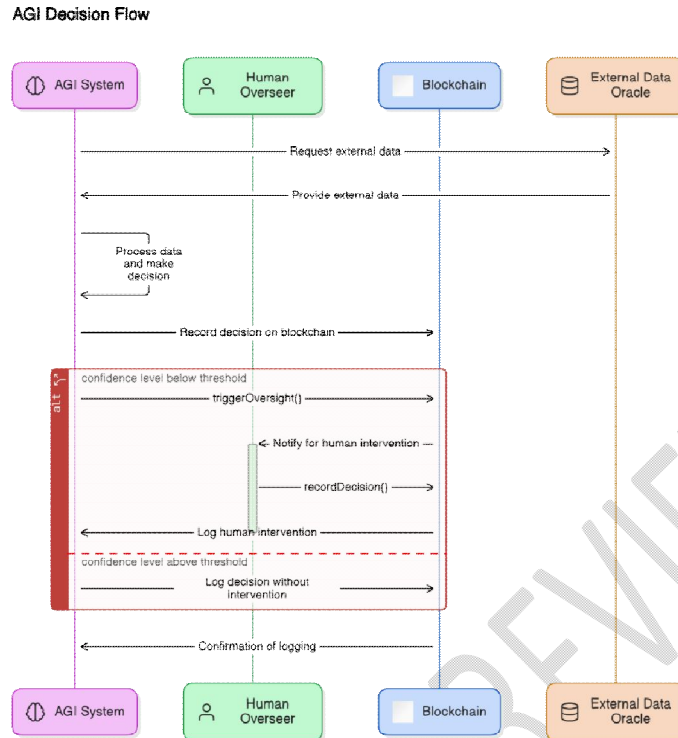 AGI Decision Flow
AGI System
Human
Overseer
Blockchain
External Data
Oracle
Request external data
Provide external data
Process data
and make
decision
Record decision on blockchain
alt
confidence level below threshold
triggerOversight()
Notify for human intervention
recordDecision()
Log human intervention
confidence level above threshold
Log decision without
intervention
Confirmation of logging
AGI System
Human
Overseer
Blockchain
External Data
Oracle